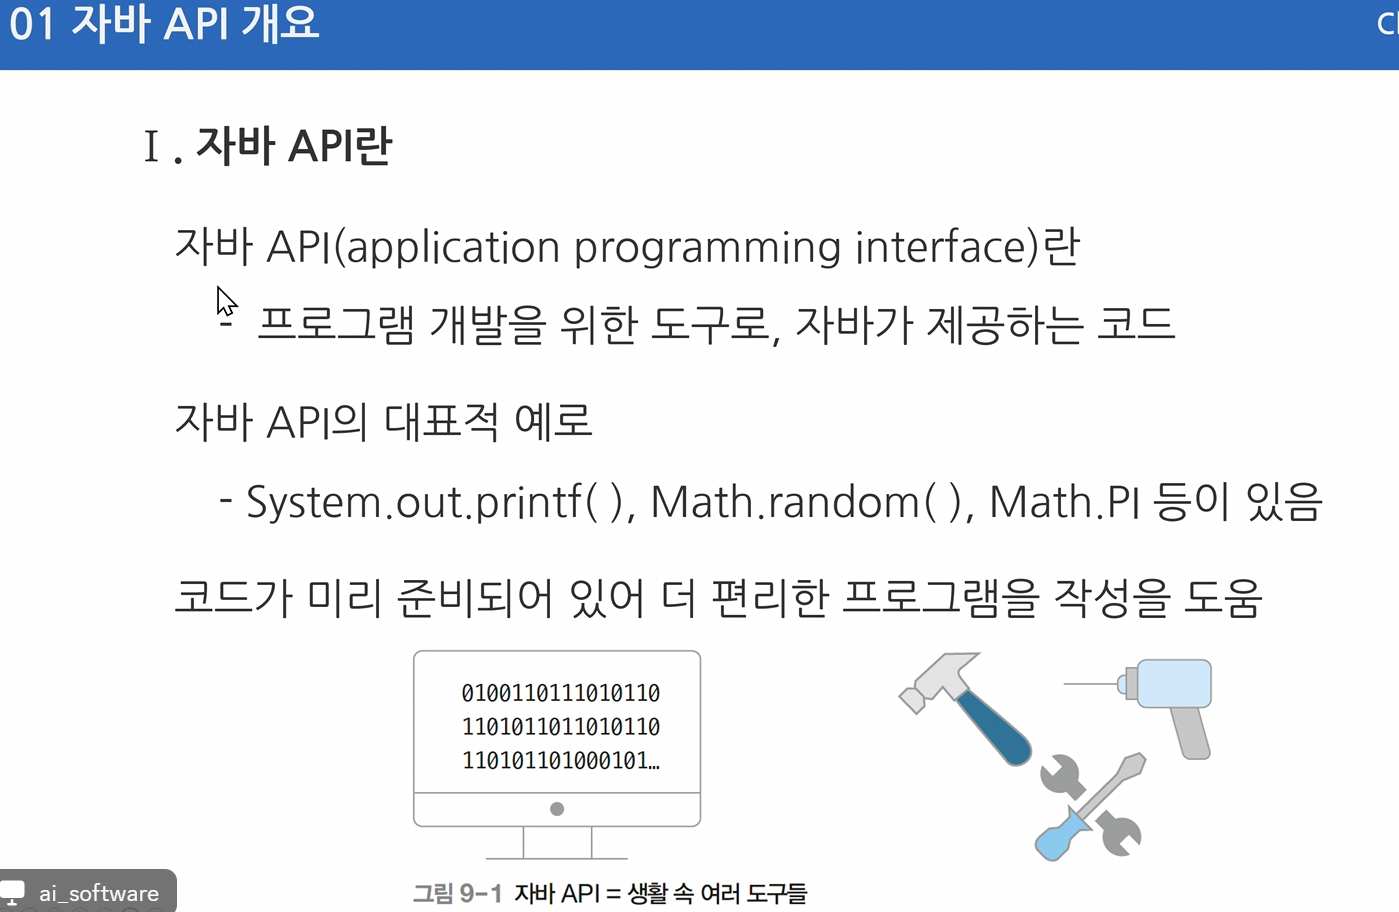 01 자바 API 개요
Ⅰ. 자바 API란
자바 API(application programming interface)란
- 프로그램 개발을 위한 도구로, 자바가 제공하는 코드
자바 API의 대표적 예로
- System.out.printf( ), Math.random( ), Math.PI 등이 있음
코드가 미리 준비되어 있어 더 편리한 프로그램을 작성을 도움
0100110111010110
1101011011010110
110101101000101…
그림 9-1 자바 API = 생활 속 여러 도구들
ai_software